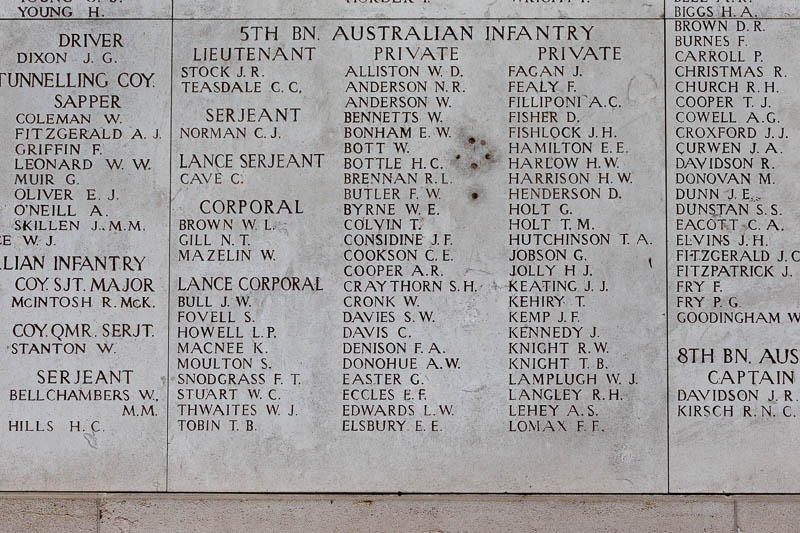 YOUNG H.
DRIVER
DIXON J. G.
TUNNELLING COY.
SAPPER
COLEMAN W.
FITZGERALD A. J.
GRIFFIN F.
LEONARD W. W.
MUIR G.
OLIVER E. J.
O'NEILL A.
SKILLEN J., M.M.
W. J.
INFANTRY
COY. SJT. MAJOR
McINTOSH R. McK.
COY. QMR. SERJT.
STANTON W.
SERJEANT
BELLCHAMBERS W.,
M.M.
HILLS H. C.
5TH BN. AUSTRALIAN INFANTRY
LIEUTENANT
STOCK J. R.
TEASDALE C. C.
SERJEANT
NORMAN C. J.
LANCE SERJEANT
CAVE C.
CORPORAL
BROWN W. L.
GILL N. T.
MAZELIN W.
LANCE CORPORAL
BULL J. W.
FOVELL S.
HOWELL L. P.
MACNEE K.
MOULTON S.
SNODGRASS F. T.
STUART W. C.
THWAITES W. J.
TOBIN T. B.
PRIVATE
ALLISTON W. D.
ANDERSON N. R.
ANDERSON W.
BENNETTS W.
BONHAM E. W.
BOTT W.
BOTTLE H. C.
BRENNAN R. L.
BUTLER F. W.
BYRNE W. E.
COLVIN T.
CONSIDINE J. F.
COOKSON C. E.
COOPER A. R.
CRAYTHORN S. H.
CRONK W.
DAVIES S. W.
DAVIS C.
DENISON F. A.
DONOHUE A. W.
EASTER G.
ECCLES E. F.
EDWARDS L. W.
ELSBURY E. E.
PRIVATE
FAGAN J.
FEALY F.
FILLIPONI A. C.
FISHER D.
FISHLOCK J. H.
HAMILTON E. E.
HARLOW H. W.
HARRISON H. W.
HENDERSON D.
HOLT G.
HOLT T. M.
HUTCHINSON T. A.
JOBSON G.
JOLLY H J.
KEATING J. J.
KEHIRY T.
KEMP J. F.
KENNEDY J.
KNIGHT R. W.
KNIGHT T. B.
LAMPLUGH W. J.
LANGLEY R. H.
LEHEY A. S.
LOMAX F. F.
BIGGS H. A.
BROWN D. R.
BURNES F.
CARROLL P.
CHRISTMAS R.
CHURCH R. H.
COOPER T. J.
COWELL A. G.
CROXFORD J. J.
CURWEN J. A.
DAVIDSON R.
DONOVAN M.
DUNN J. E.
DUNSTAN S. S.
EACOTT C. A.
ELVINS J. H.
FITZGERALD J. C
FITZPATRICK J.
FRY F.
FRY P. G.
GOODINGHAM W
8TH BN. AUS
CAPTAIN
DAVIDSON J. R.
KIRSCH R. N. C.